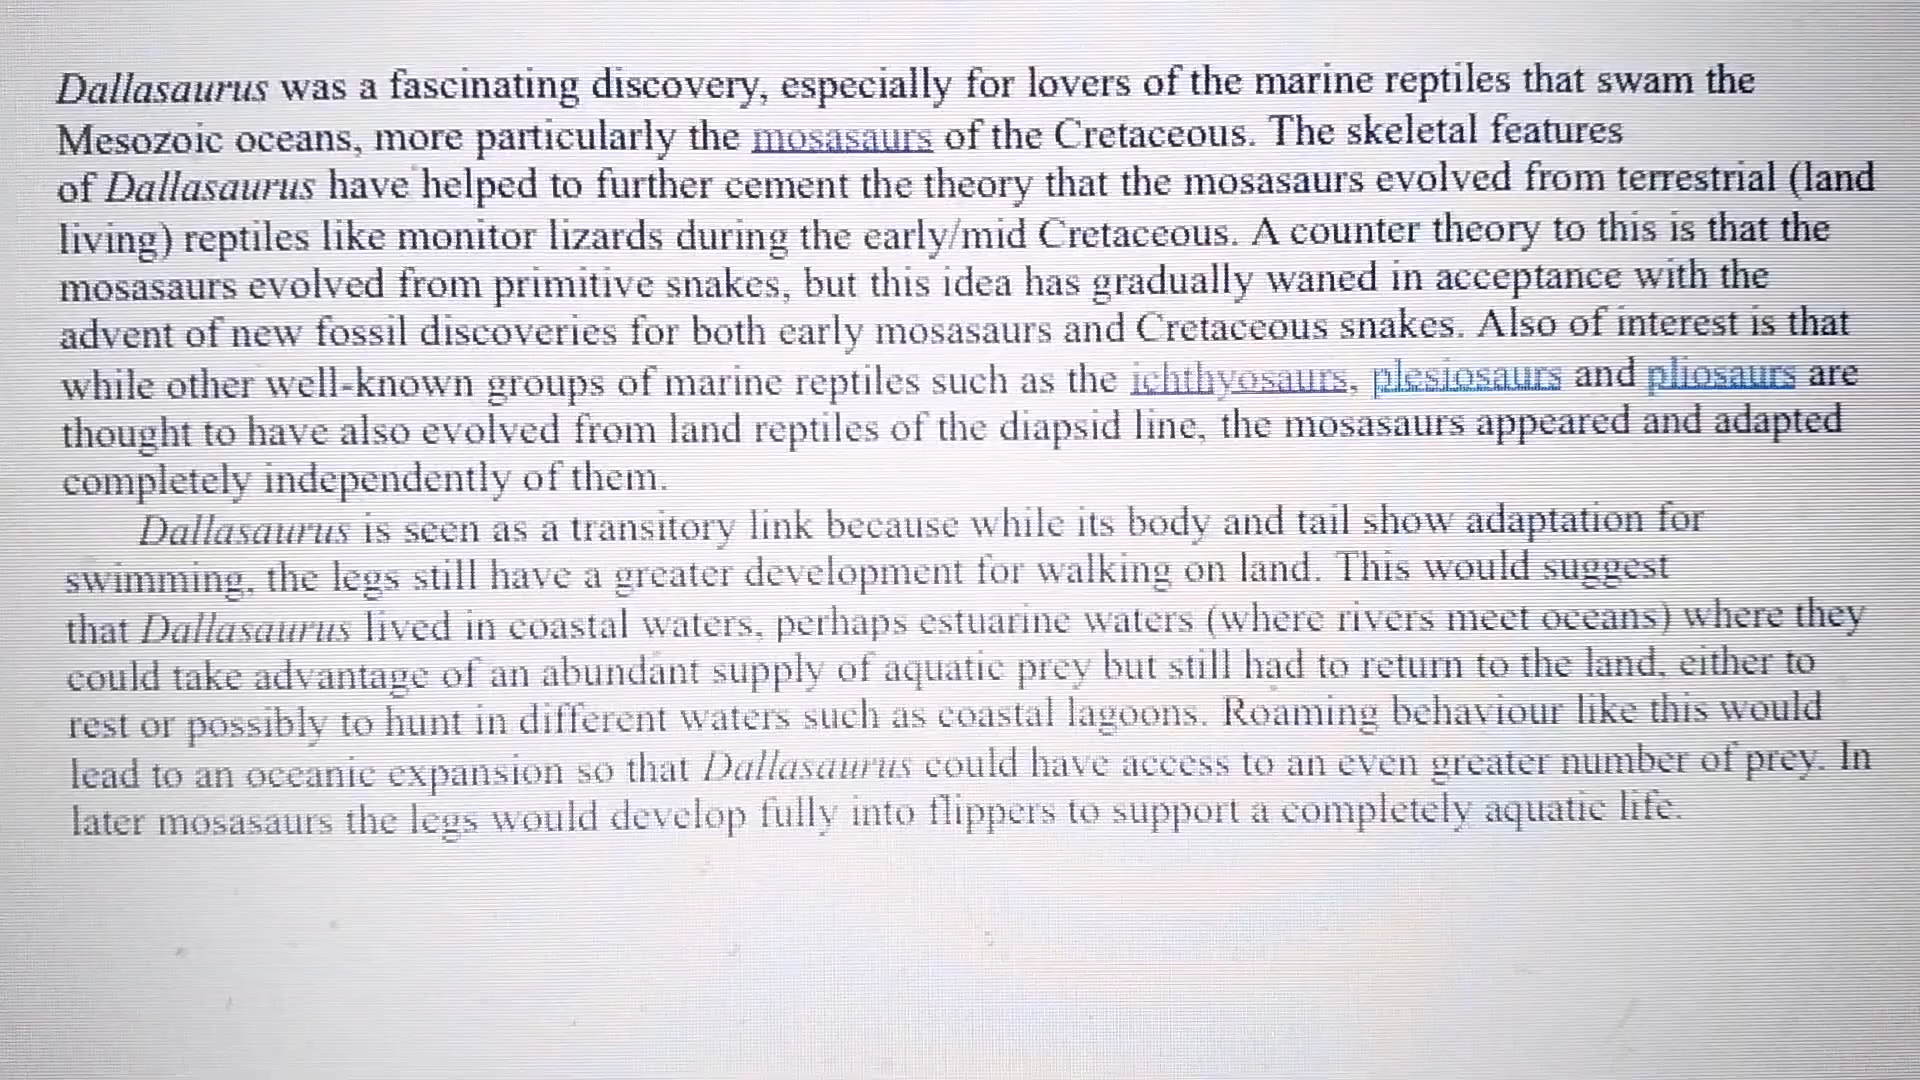 Dallasaurus was a fascinating discovery, especially for lovers of the marine reptiles that swam the
Mesozoic oceans, more particularly the mosasaurs of the Cretaceous. The skeletal features
of Dallasaurus have helped to further cement the theory that the mosasaurs evolved from terrestrial (land
living) reptiles like monitor lizards during the early/mid Cretaceous. A counter theory to this is that the
mosasaurs evolved from primitive snakes, but this idea has gradually waned in acceptance with the
advent of new fossil discoveries for both early mosasaurs and Cretaceous snakes. Also of interest is that
while other well-known groups of marine reptiles such as the ichthyosaurs, plesiosaurs and pliosaurs are
thought to have also evolved from land reptiles of the diapsid line, the mosasaurs appeared and adapted
completely independently of them.
Dallasaurus is seen as a transitory link because while its body and tail show adaptation for
swimming, the legs still have a greater development for walking on land. This would suggest
that Dallasaurus lived in coastal waters, perhaps estuarine waters (where rivers meet oceans) where they
could take advantage of an abundant supply of aquatic prey but still had to return to the land, either to
rest or possibly to hunt in different waters such as coastal lagoons. Roaming behaviour like this would
lead to an oceanic expansion so that Dallasaurus could have access to an even greater number of prey. In
later mosasaurs the legs would develop fully into flippers to support a completely aquatic life.